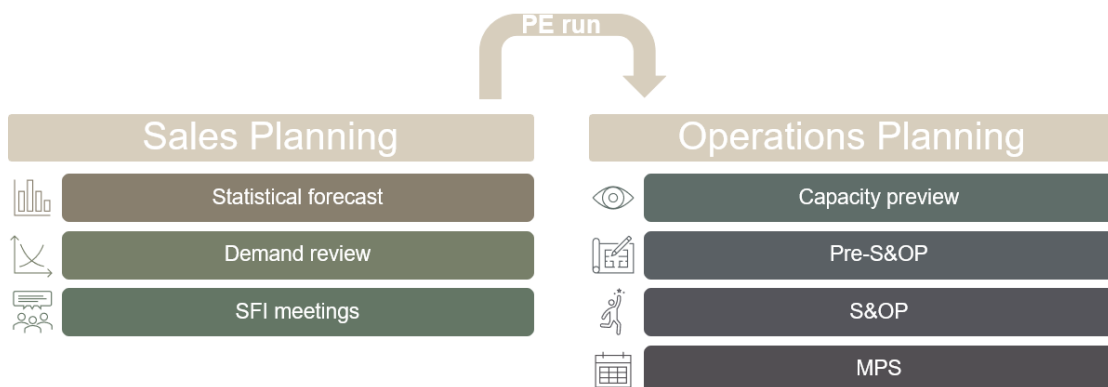 PE run
Sales Planning
Statistical forecast
Demand review
SFI meetings
Operations Planning
Capacity preview
Pre-S&OP
S&OP
MPS